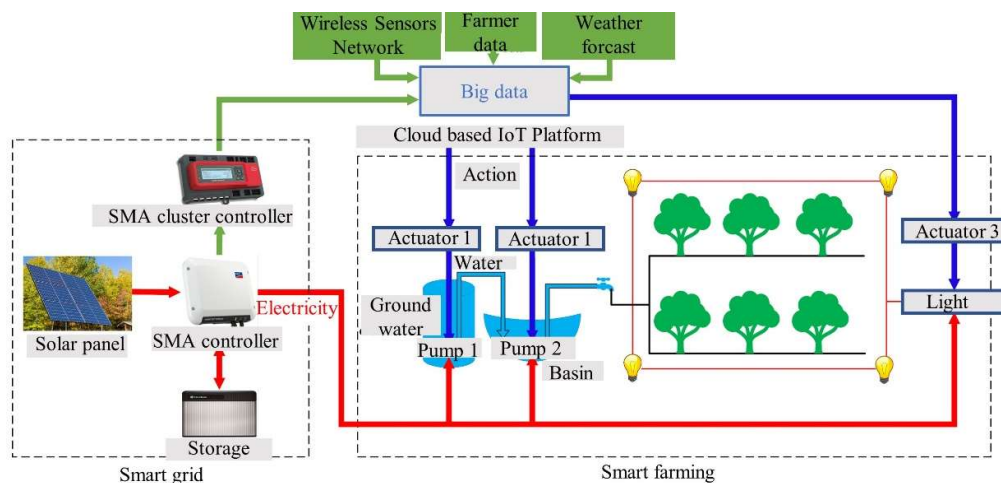 Wireless Sensors
Network
Farmer
data
Weather
forcast
Big data
Cloud based IoT Platform
Action
SMA cluster controller
Actuator 1
Actuator 1
Actuator 3
Water
Electricity
Ground
water
Light
Solar panel
SMA controller
Pump 1
Pump 2
Basin
Storage
Smart grid
Smart farming